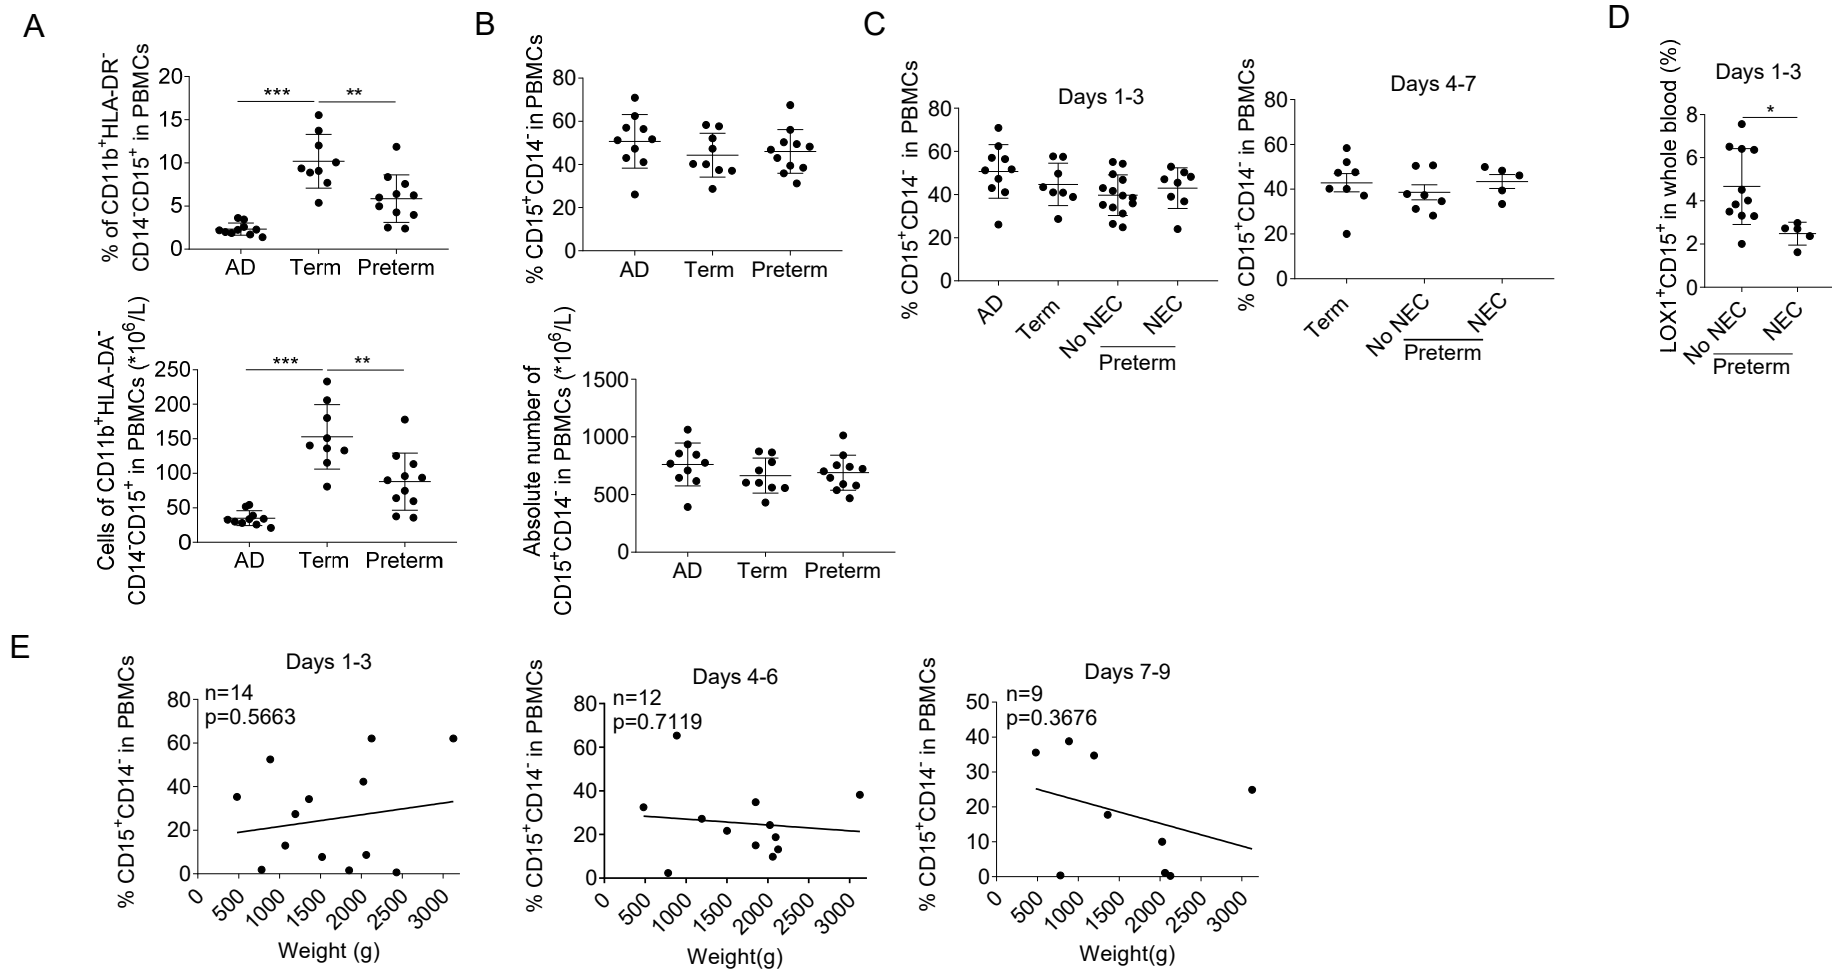 A
% of CD11b⁺HLA-DR⁻
CD14⁻CD15⁺ in PBMCs
20
15
10
5
0
***
**
AD Term Preterm
Cells of CD11b⁺HLA-DA⁻
CD14⁻CD15⁺ in PBMCs (*10⁶/L)
250
200
150
100
50
0
***
**
AD Term Preterm
B
% CD15⁺CD14⁻ in PBMCs
80
60
40
20
0
AD Term Preterm
Absolute number of
CD15⁺CD14⁻ in PBMCs (*10⁶/L)
1500
1000
500
0
AD Term Preterm
C
% CD15⁺CD14⁻ in PBMCs
Days 1-3
80
60
40
20
0
AD Term No NEC NEC
Preterm
% CD15⁺CD14⁻ in PBMCs
Days 4-7
80
60
40
20
0
Term No NEC NEC
Preterm
D
LOX1⁺CD15⁺ in whole blood (%)
Days 1-3
*
8
6
4
2
0
No NEC NEC
Preterm
E
Days 1-3
% CD15⁺CD14⁻ in PBMCs
n=14
p=0.5663
80
60
40
20
0
0 500 1000 1500 2000 2500 3000
Weight (g)
Days 4-6
% CD15⁺CD14⁻ in PBMCs
n=12
p=0.7119
80
60
40
20
0
0 500 1000 1500 2000 2500 3000
Weight(g)
Days 7-9
% CD15⁺CD14⁻ in PBMCs
n=9
p=0.3676
50
40
30
20
10
0
0 500 1000 1500 2000 2500 3000
Weight(g)